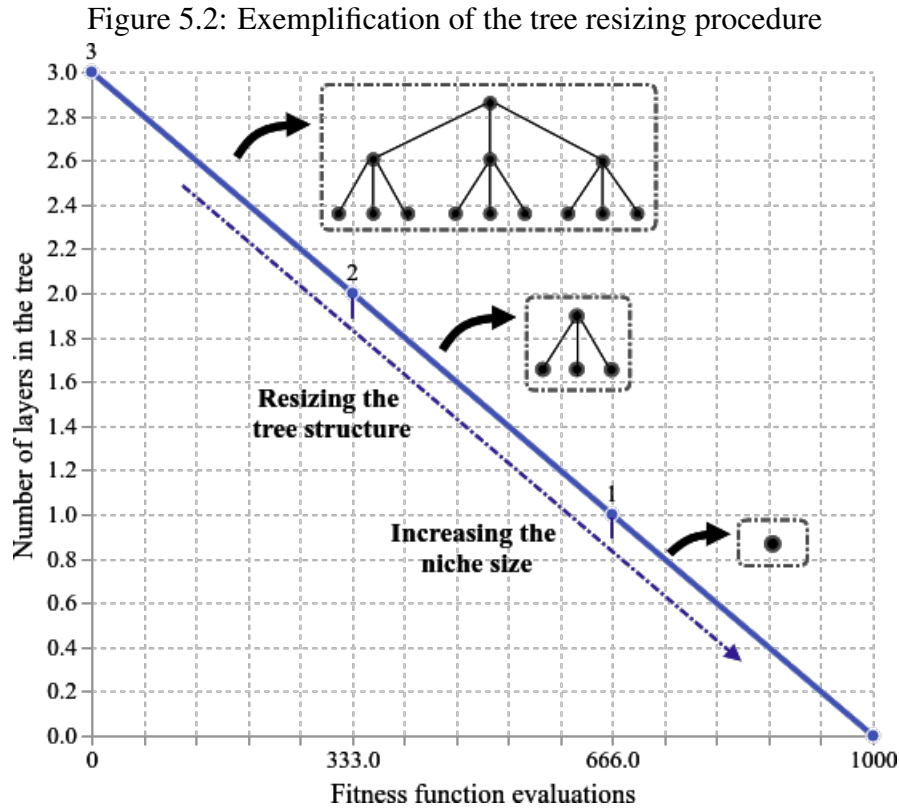 Figure 5.2: Exemplification of the tree resizing procedure
3
3.0
2.8
2.6
2.4
2.2
2
2.0
1.8
1.6
Resizing the
tree structure
1.4
1.2
1
1.0
Increasing the
niche size
0.8
0.6
0.4
0.2
0.0
Number of layers in the tree
0 333.0 666.0 1000
Fitness function evaluations